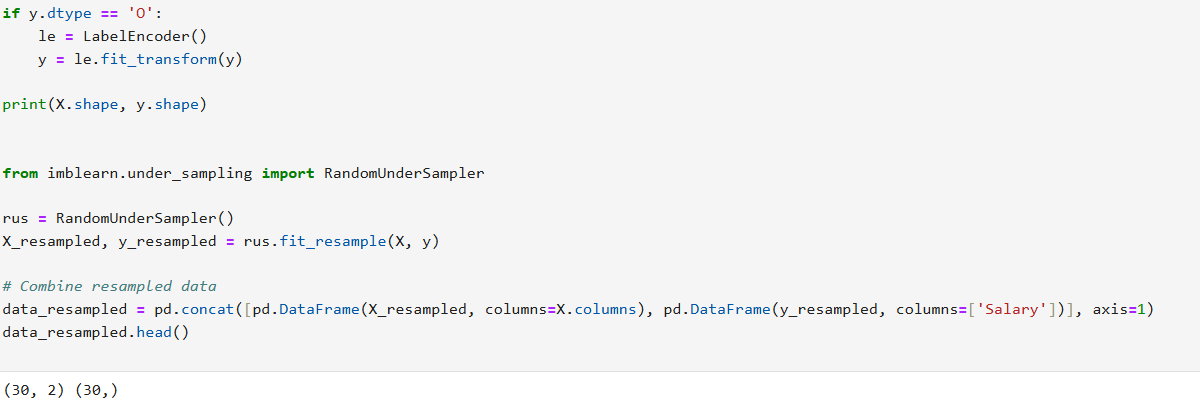 if y.dtype == 'O':
    le = LabelEncoder()
    y = le.fit_transform(y)
print(X.shape, y.shape)
from imblearn.under_sampling import RandomUnderSampler
rus = RandomUnderSampler()
X_resampled, y_resampled = rus.fit_resample(X, y)
# Combine resampled data
data_resampled = pd.concat([pd.DataFrame(X_resampled, columns=X.columns), pd.DataFrame(y_resampled, columns=['Salary'])], axis=1)
data_resampled.head()
(30, 2) (30,)